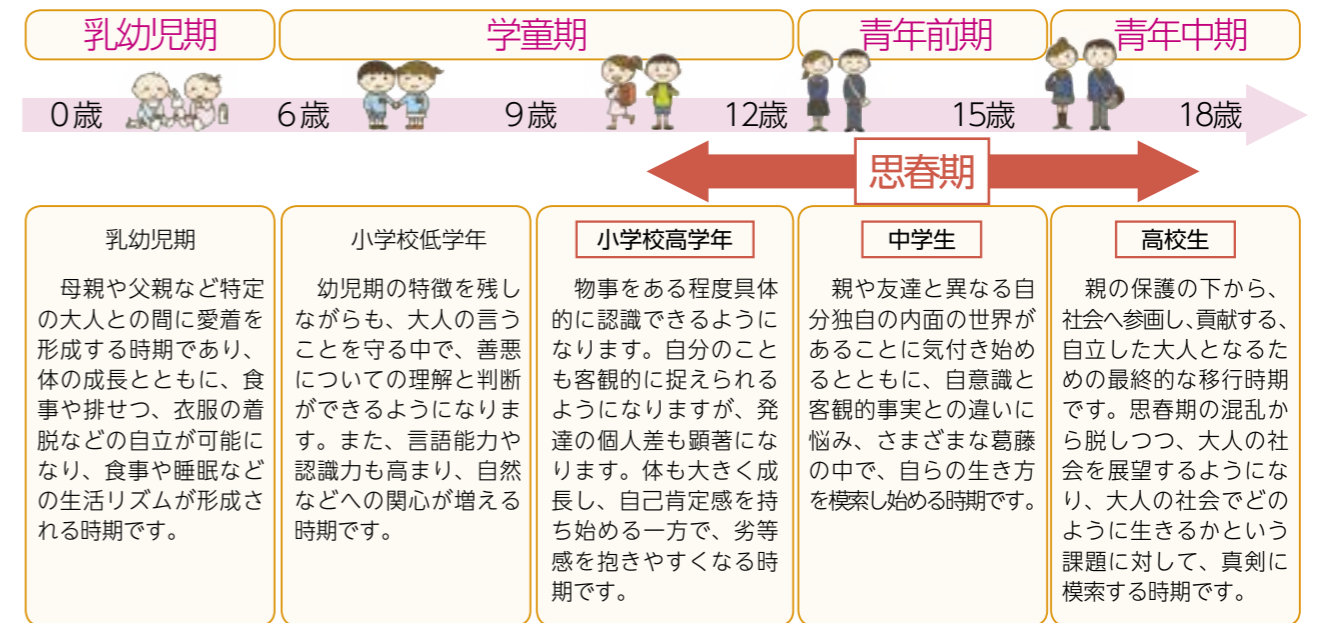 乳幼児期
学童期
青年前期
青年中期
0歳
6歳
9歳
12歳
15歳
18歳
思春期
乳幼児期
母親や父親など特定
の大人との間に愛着を
形成する時期であり、
体の成長とともに、食
事や排せつ、衣服の着
脱などの自立が可能に
なり、食事や睡眠など
の生活リズムが形成さ
れる時期です。
小学校低学年
幼児期の特徴を残し
ながらも、大人の言う
ことを守る中で、善悪
についての理解と判断
ができるようになりま
す。また、言語能力や
認識力も高まり、自然
などへの関心が増える
時期です。
小学校高学年
物事をある程度具体
的に認識できるように
なります。自分のこと
も客観的に捉えられる
ようになりますが、発
達の個人差も顕著にな
ります。体も大きく成
長し、自己肯定感を持
ち始める一方で、劣等
感を抱きやすくなる時
期です。
中学生
親や友達と異なる自
分独自の内面の世界が
あることに気付き始め
るとともに、自意識と
客観的事実との違いに
悩み、さまざまな葛藤
の中で、自らの生き方
を模索し始める時期です。
高校生
親の保護の下から、
社会へ参画し、貢献する、
自立した大人となるた
めの最終的な移行時期
です。思春期の混乱か
ら脱しつつ、大人の社
会を展望するようにな
り、大人の社会でどの
ように生きるかという
課題に対して、真剣に
模索する時期です。